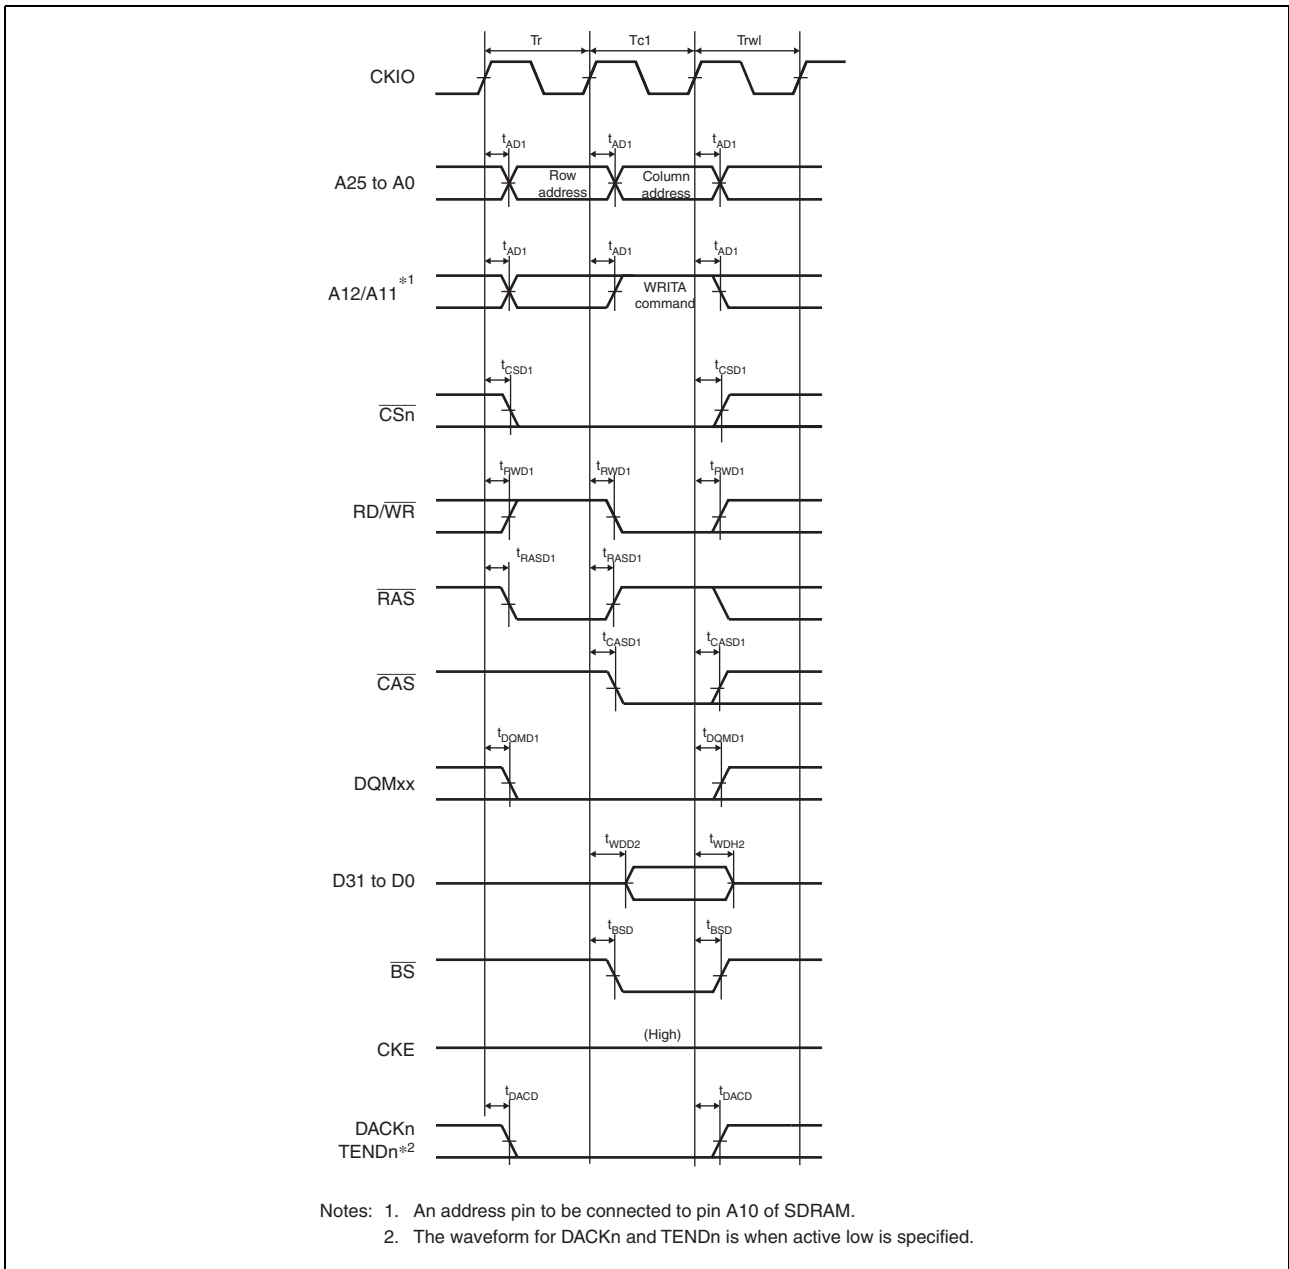 Tr Tc1 Trwl
CKIO
tAD1 tAD1 tAD1
A25 to A0
Row address
Column address
tAD1 tAD1 tAD1
A12/A11*1
WRITA command
tCSD1 tCSD1
CSn
tRWD1 tRWD1 tRWD1
RD/WR
tRASD1 tRASD1
RAS
tCASD1 tCASD1
CAS
tDQMD1 tDQMD1
DQMxx
tWDD2 tWDH2
D31 to D0
tBSD tBSD
BS
(High)
CKE
tDACD tDACD
DACKn
TENDn*2
Notes: 1. An address pin to be connected to pin A10 of SDRAM.
2. The waveform for DACKn and TENDn is when active low is specified.